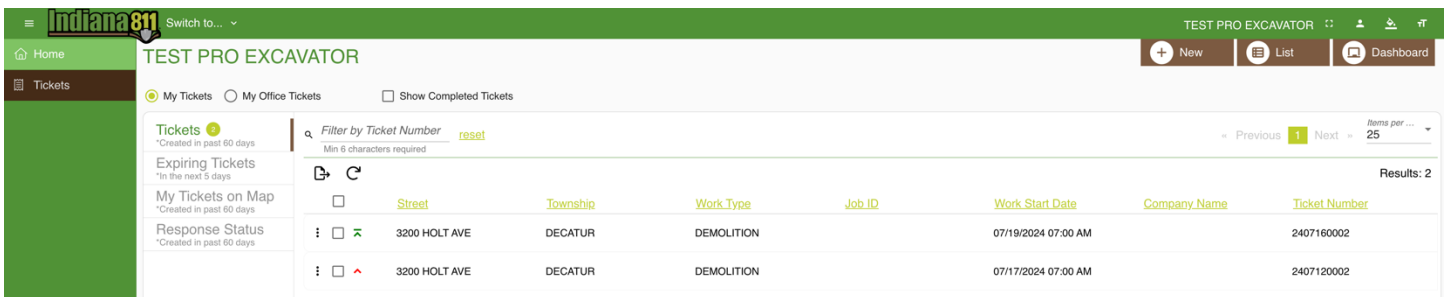 Indiana 811 Switch to... TEST PRO EXCAVATOR
Home
Tickets
TEST PRO EXCAVATOR
New List Dashboard
My Tickets My Office Tickets Show Completed Tickets
Tickets 2
*Created in past 60 days
Expiring Tickets
*In the next 5 days
My Tickets on Map
*Created in past 60 days
Response Status
*Created in past 60 days
Filter by Ticket Number reset
Min 6 characters required
« Previous 1 Next »
Items per ...
25
Results: 2
Street Township Work Type Job ID Work Start Date Company Name Ticket Number
3200 HOLT AVE DECATUR DEMOLITION 07/19/2024 07:00 AM 2407160002
3200 HOLT AVE DECATUR DEMOLITION 07/17/2024 07:00 AM 2407120002